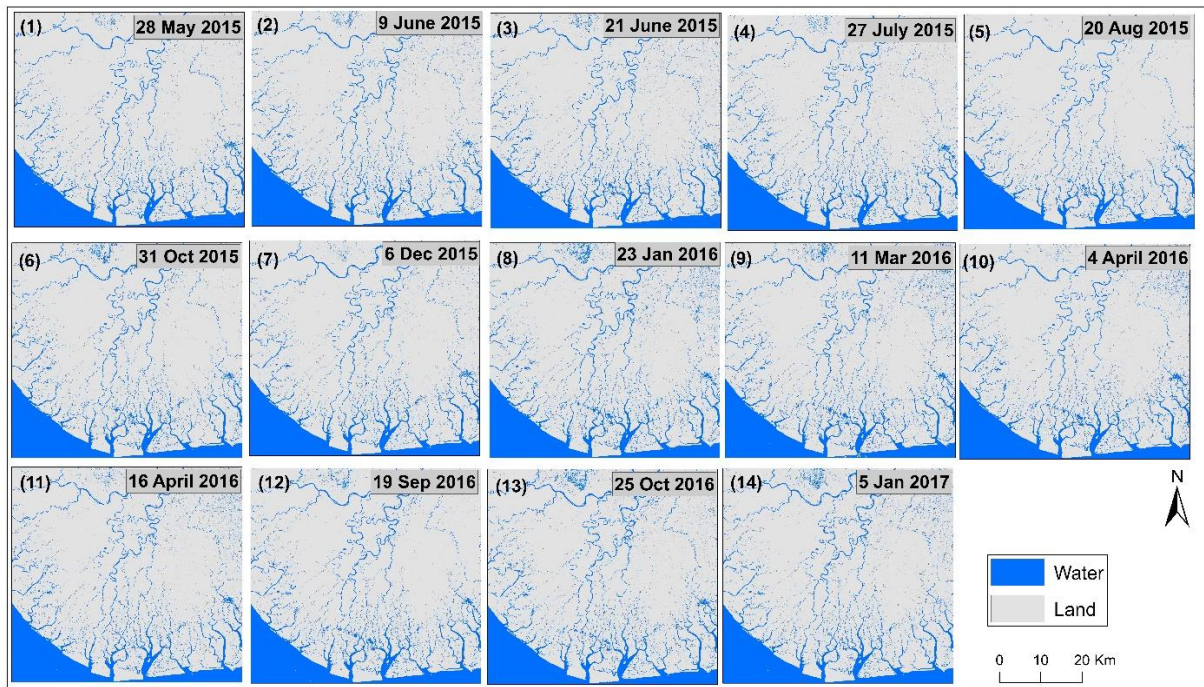 (1) 28 May 2015
(2) 9 June 2015
(3) 21 June 2015
(4) 27 July 2015
(5) 20 Aug 2015
(6) 31 Oct 2015
(7) 6 Dec 2015
(8) 23 Jan 2016
(9) 11 Mar 2016
(10) 4 April 2016
(11) 16 April 2016
(12) 19 Sep 2016
(13) 25 Oct 2016
(14) 5 Jan 2017
N
Water
Land
0 10 20 Km